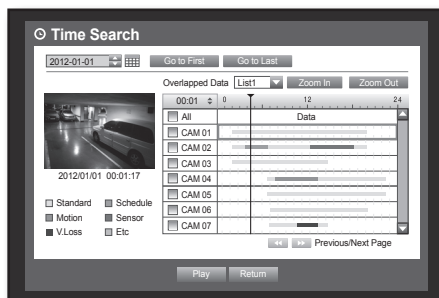 Time Search
2012-01-01 Go to First Go to Last
Overlapped Data List1 Zoom In Zoom Out
00:01 0 12 24
All Data
CAM 01
CAM 02
CAM 03
2012/01/01 00:01:17
CAM 04
CAM 05
Standard Schedule
CAM 06
Motion Sensor
CAM 07
V.Loss Etc
Previous/Next Page
Play Return